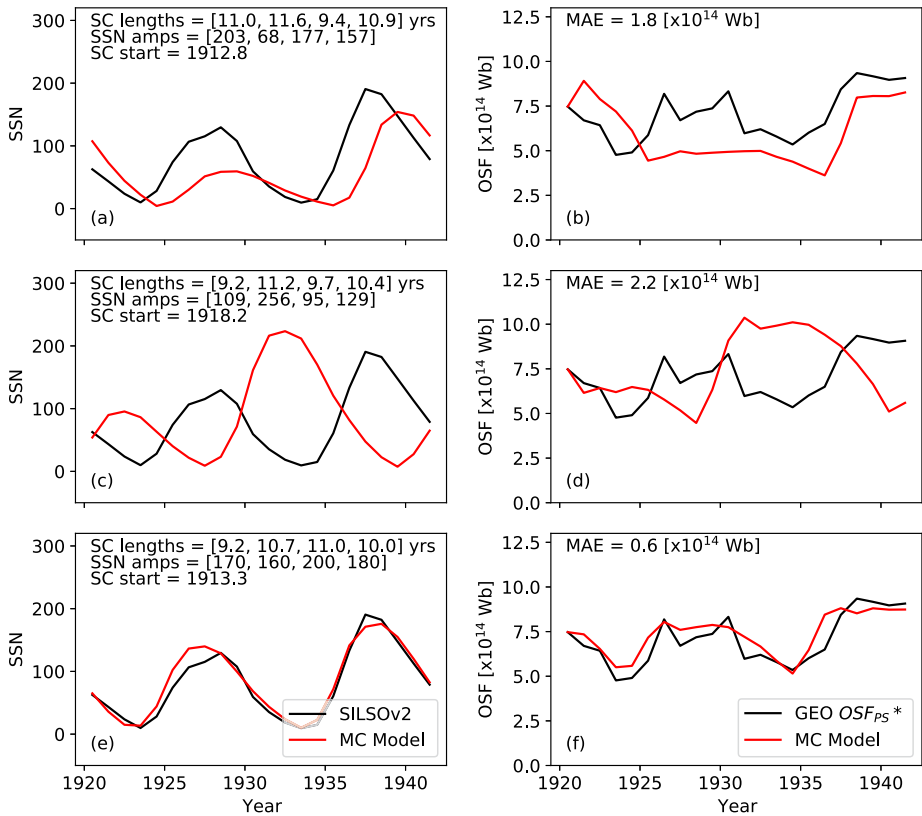 SC lengths = [11.0, 11.6, 9.4, 10.9] yrs
SSN amps = [203, 68, 177, 157]
SC start = 1912.8
300
200
100
0
SSN
(a)
MAE = 1.8 [x10^14 Wb]
12.5
10.0
7.5
5.0
2.5
0.0
OSF [x10^14 Wb]
(b)
SC lengths = [9.2, 11.2, 9.7, 10.4] yrs
SSN amps = [109, 256, 95, 129]
SC start = 1918.2
300
200
100
0
SSN
(c)
MAE = 2.2 [x10^14 Wb]
12.5
10.0
7.5
5.0
2.5
0.0
OSF [x10^14 Wb]
(d)
SC lengths = [9.2, 10.7, 11.0, 10.0] yrs
SSN amps = [170, 160, 200, 180]
SC start = 1913.3
300
200
100
0
SSN
SILSOv2
MC Model
(e)
1920 1925 1930 1935 1940
Year
MAE = 0.6 [x10^14 Wb]
12.5
10.0
7.5
5.0
2.5
0.0
OSF [x10^14 Wb]
GEO OSF_PS *
MC Model
(f)
1920 1925 1930 1935 1940
Year